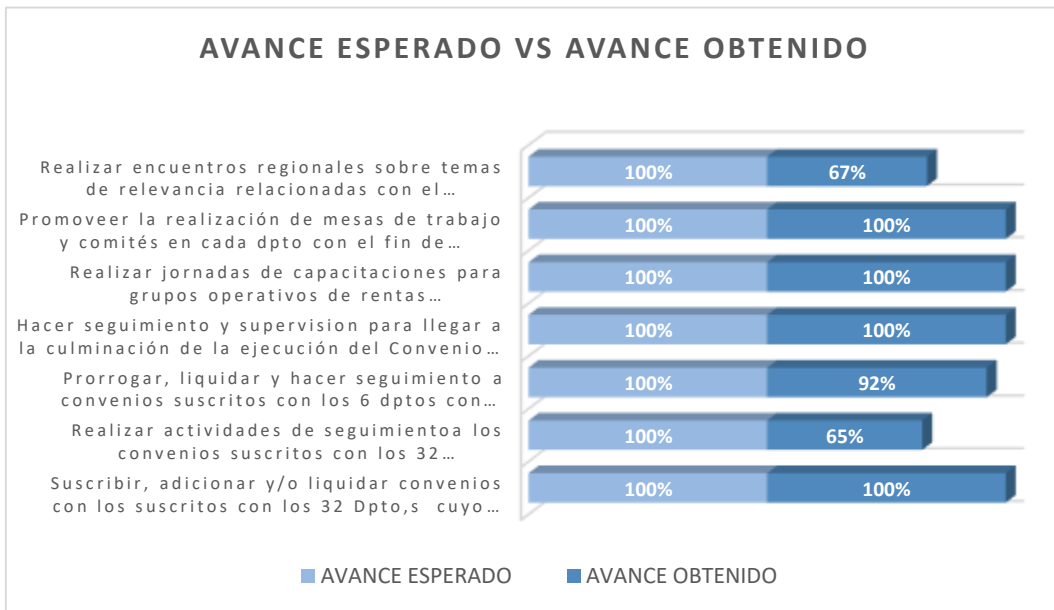 AVANCE ESPERADO VS AVANCE OBTENIDO
Realizar encuentros regionales sobre temas
de relevancia relacionadas con el…
100% 67%
Promoveer la realización de mesas de trabajo
y comités en cada dpto con el fin de…
100% 100%
Realizar jornadas de capacitaciones para
grupos operativos de rentas…
100% 100%
Hacer seguimiento y supervision para llegar a
la culminación de la ejecución del Convenio…
100% 100%
Prorrogar, liquidar y hacer seguimiento a
convenios suscritos con los 6 dptos con…
100% 92%
Realizar actividades de seguimientoa los
convenios suscritos con los 32…
100% 65%
Suscribir, adicionar y/o liquidar convenios
con los suscritos con los 32 Dpto,s cuyo…
100% 100%
AVANCE ESPERADO AVANCE OBTENIDO